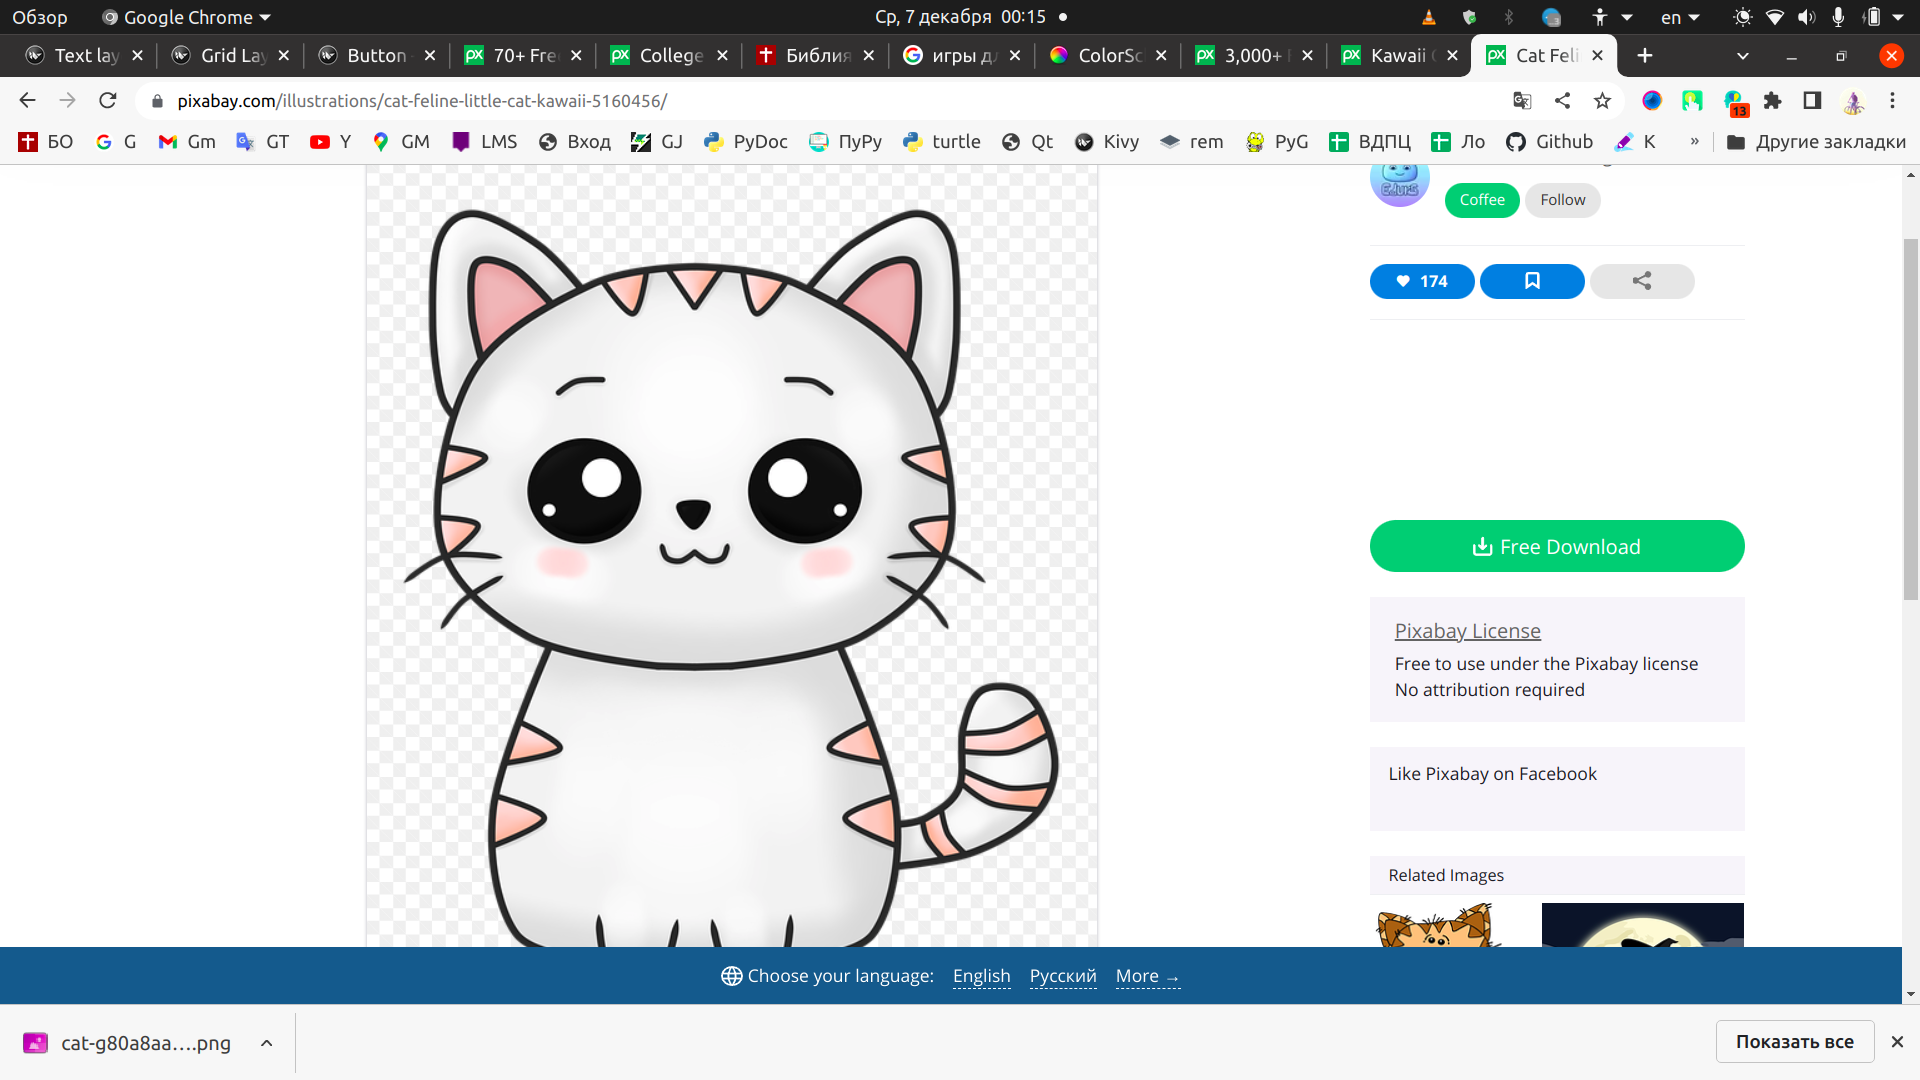 Обзор Google Chrome Ср, 7 декабря 00:15 en
Text lay Grid Lay Button 70+ Fre College Библия игры дл ColorSc 3,000+ Kawaii Cat Feli
pixabay.com/illustrations/cat-feline-little-cat-kawaii-5160456/ 13
БО G Gm GT Y GM LMS Вход GJ PyDoc ПуРу turtle Qt Kivy rem PyG ВДПЦ Ло Github К » Другие закладки
Coffee Follow
174
Free Download
Pixabay License
Free to use under the Pixabay license
No attribution required
Like Pixabay on Facebook
Related Images
Choose your language: English Русский More →
cat-g80a8aa....png Показать все